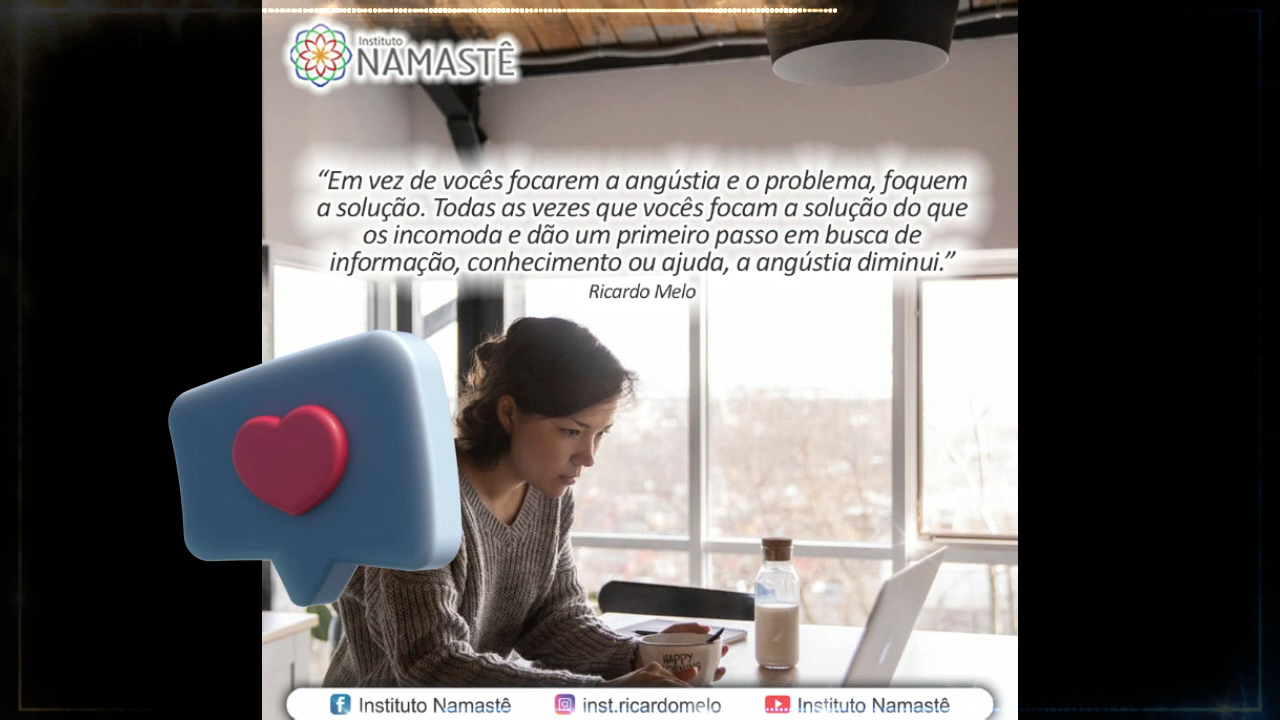 Instituto
NAMASTÊ
“Em vez de vocês focarem a angústia e o problema, foquem
a solução. Todas as vezes que vocês focam a solução do que
os incomoda e dão um primeiro passo em busca de
informação, conhecimento ou ajuda, a angústia diminui.”
Ricardo Melo
HAPPY
Instituto Namastê inst.ricardomelo Instituto Namastê